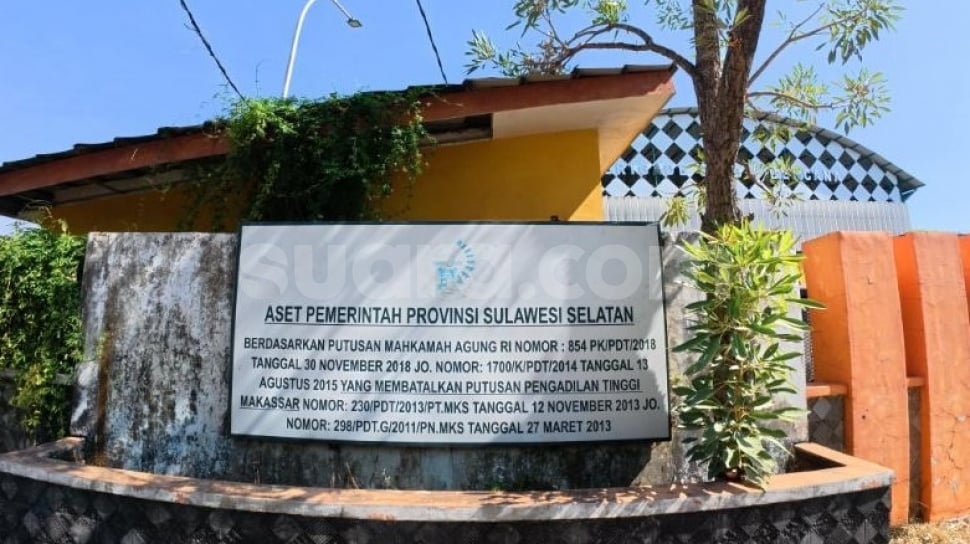 suara.com
ASET PEMERINTAH PROVINSI SULAWESI SELATAN
BERDASARKAN PUTUSAN MAHKAMAH AGUNG RI NOMOR : 854 PK/PDT/2018
TANGGAL 30 NOVEMBER 2018 JO. NOMOR: 1700/K/PDT/2014 TANGGAL 13
AGUSTUS 2015 YANG MEMBATALKAN PUTUSAN PENGADILAN TINGGI
MAKASSAR NOMOR: 230/PDT/2013/PT.MKS TANGGAL 12 NOVEMBER 2013 JO.
NOMOR: 298/PDT.G/2011/PN.MKS TANGGAL 27 MARET 2013